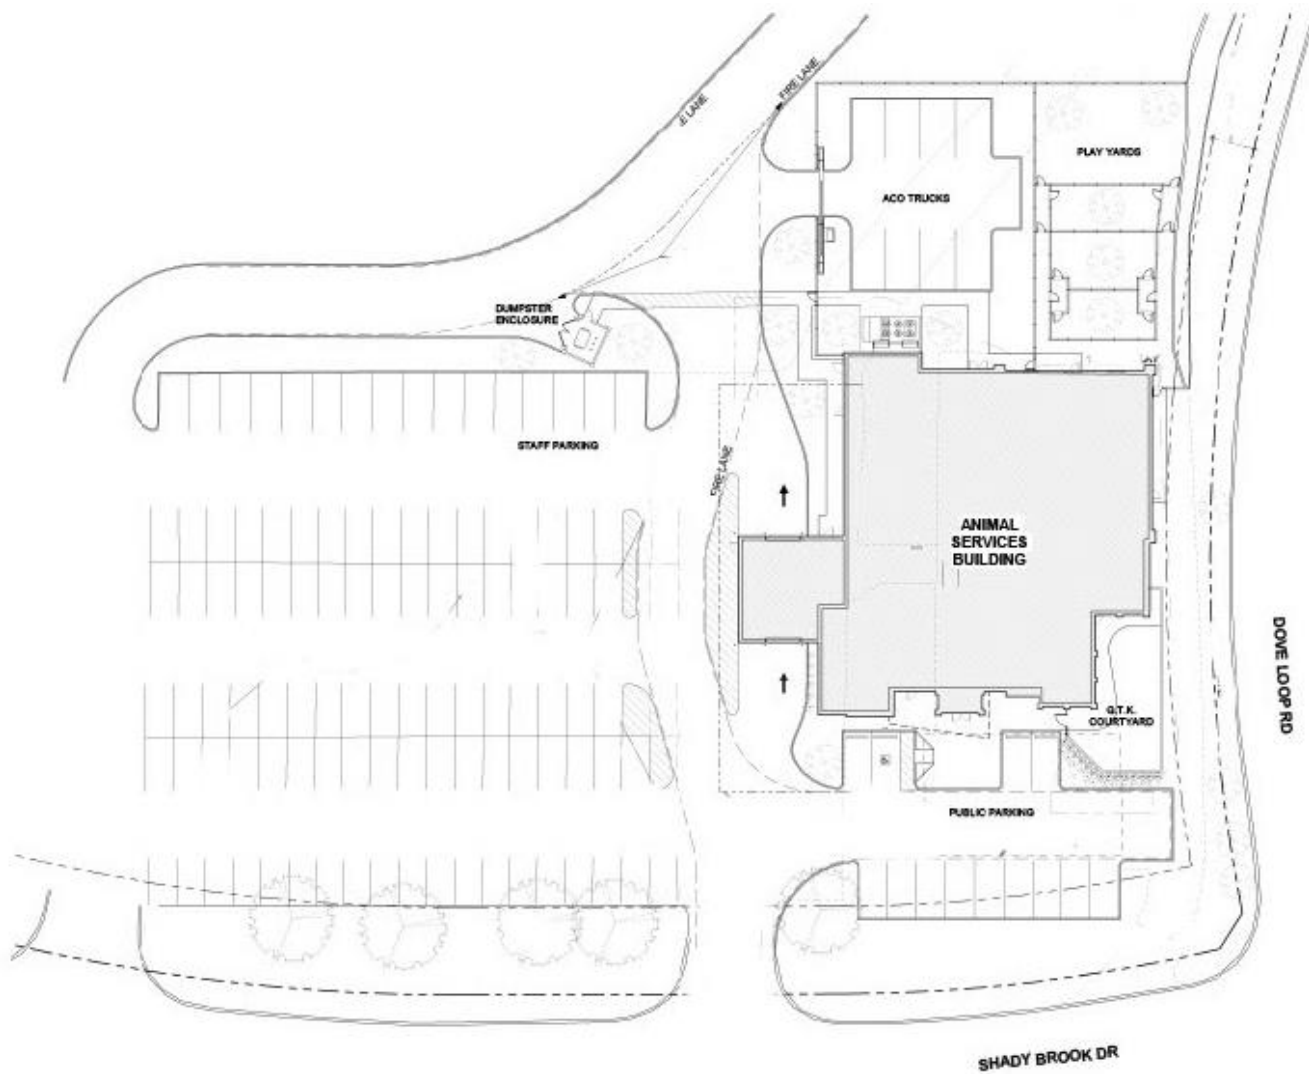 FIRE LANE
E LANE
PLAY YARDS
ACO TRUCKS
DUMPSTER
ENCLOSURE
STAFF PARKING
FIRE LANE
ANIMAL
SERVICES
BUILDING
DOVE LOOP RD
G.T.K.
COURTYARD
PUBLIC PARKING
SHADY BROOK DR